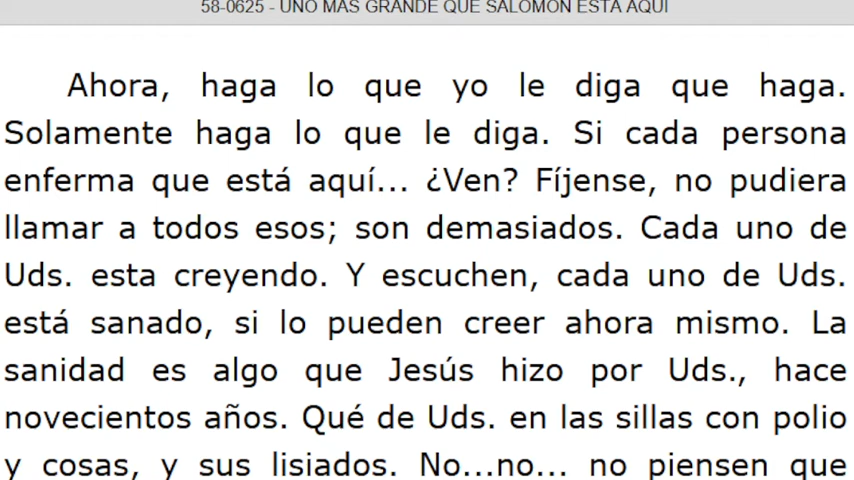 58-0625 - UNO MAS GRANDE QUE SALOMON ESTA AQUI
Ahora, haga lo que yo le diga que haga.
Solamente haga lo que le diga. Si cada persona
enferma que está aquí... ¿Ven? Fíjense, no pudiera
llamar a todos esos; son demasiados. Cada uno de
Uds. esta creyendo. Y escuchen, cada uno de Uds.
está sanado, si lo pueden creer ahora mismo. La
sanidad es algo que Jesús hizo por Uds., hace
novecientos años. Qué de Uds. en las sillas con polio
y cosas, y sus lisiados. No...no... no piensen que